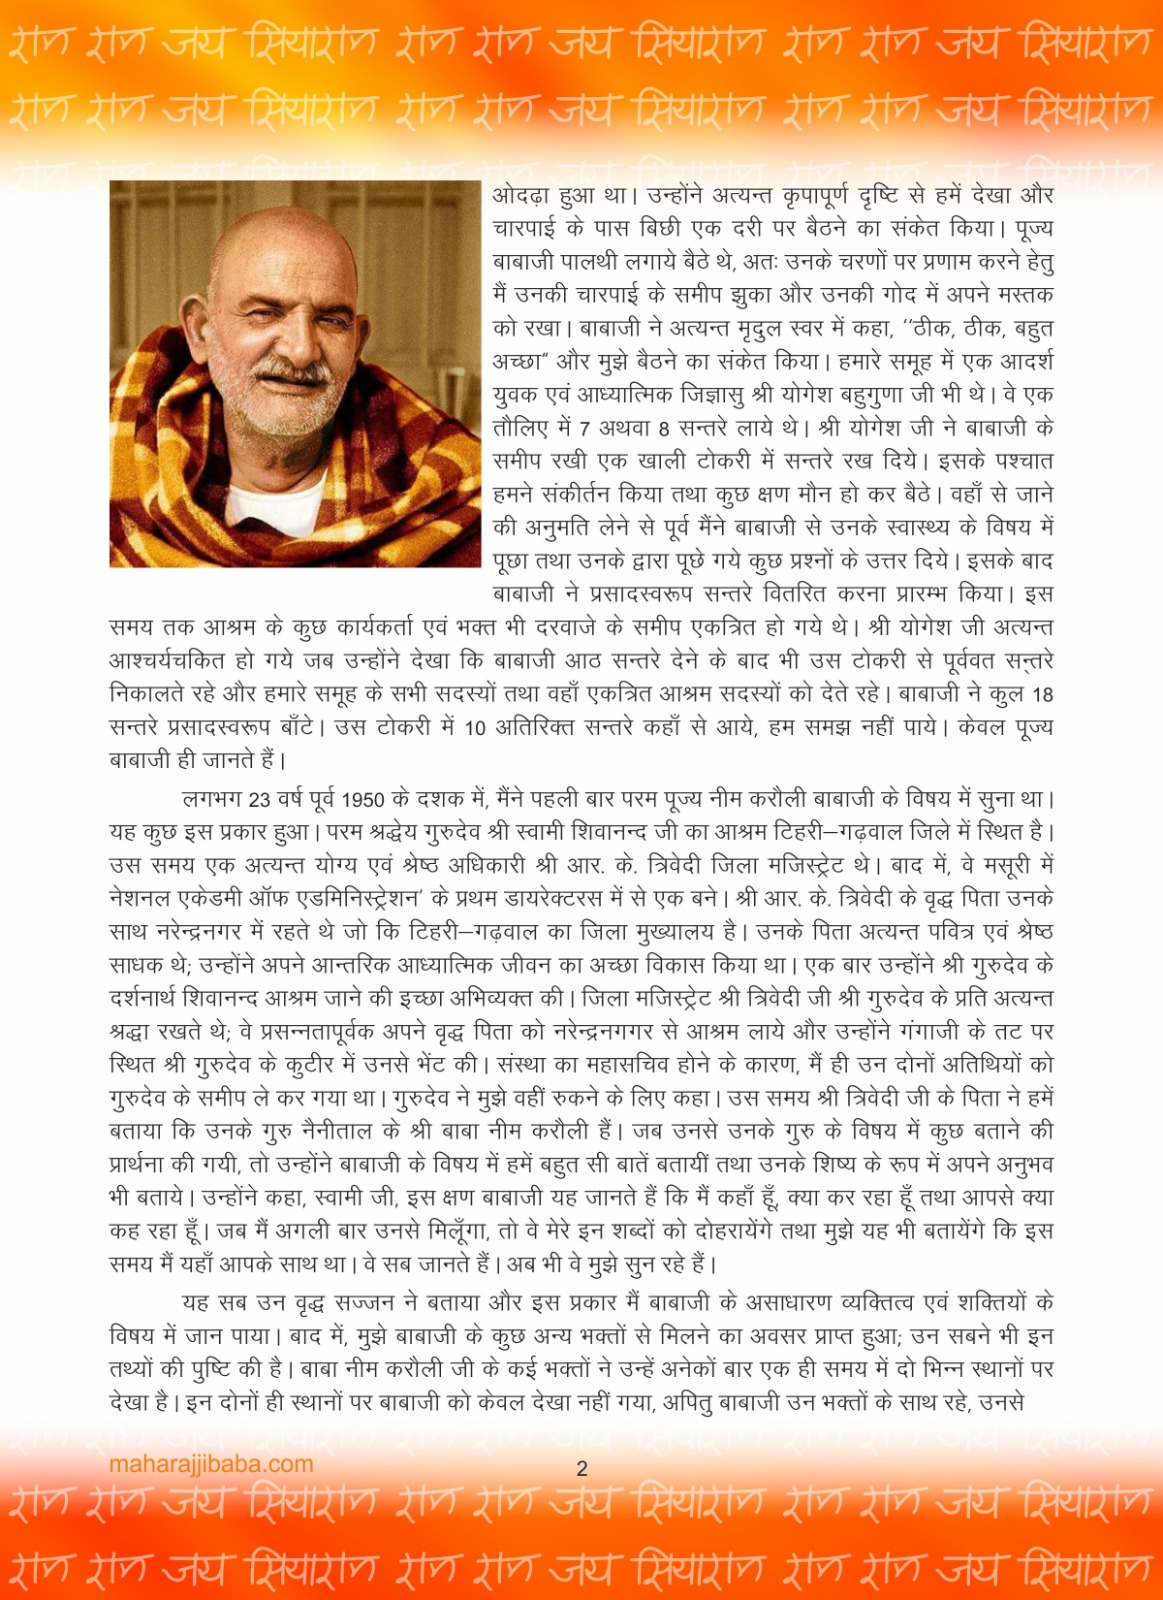 राम राम जय सियाराम राम राम जय सियाराम राम राम जय सियाराम
राम राम जय सियाराम राम राम जय सियाराम राम राम जय सियाराम
ओदढ़ा हुआ था। उन्होंने अत्यन्त कृपापूर्ण दृष्टि से हमें देखा और
चारपाई के पास बिछी एक दरी पर बैठने का संकेत किया। पूज्य
बाबाजी पालथी लगाये बैठे थे, अतः उनके चरणों पर प्रणाम करने हेतु
मैं उनकी चारपाई के समीप झुका और उनकी गोद में अपने मस्तक
को रखा। बाबाजी ने अत्यन्त मृदुल स्वर में कहा, ‘‘ठीक, ठीक, बहुत
अच्छा” और मुझे बैठने का संकेत किया। हमारे समूह में एक आदर्श
युवक एवं आध्यात्मिक जिज्ञासु श्री योगेश बहुगुणा जी भी थे। वे एक
तौलिए में 7 अथवा 8 सन्तरे लाये थे। श्री योगेश जी ने बाबाजी के
समीप रखी एक खाली टोकरी में सन्तरे रख दिये। इसके पश्चात
हमने संकीर्तन किया तथा कुछ क्षण मौन हो कर बैठे। वहाँ से जाने
की अनुमति लेने से पूर्व मैंने बाबाजी से उनके स्वास्थ्य के विषय में
पूछा तथा उनके द्वारा पूछे गये कुछ प्रश्नों के उत्तर दिये। इसके बाद
बाबाजी ने प्रसादस्वरूप सन्तरे वितरित करना प्रारम्भ किया। इस
समय तक आश्रम के कुछ कार्यकर्ता एवं भक्त भी दरवाजे के समीप एकत्रित हो गये थे। श्री योगेश जी अत्यन्त
आश्चर्यचकित हो गये जब उन्होंने देखा कि बाबाजी आठ सन्तरे देने के बाद भी उस टोकरी से पूर्ववत सन्तरे
निकालते रहे और हमारे समूह के सभी सदस्यों तथा वहाँ एकत्रित आश्रम सदस्यों को देते रहे। बाबाजी ने कुल 18
सन्तरे प्रसादस्वरूप बाँटे। उस टोकरी में 10 अतिरिक्त सन्तरे कहाँ से आये, हम समझ नहीं पाये। केवल पूज्य
बाबाजी ही जानते हैं।
लगभग 23 वर्ष पूर्व 1950 के दशक में, मैंने पहली बार परम पूज्य नीम करौली बाबाजी के विषय में सुना था।
यह कुछ इस प्रकार हुआ। परम श्रद्धेय गुरुदेव श्री स्वामी शिवानन्द जी का आश्रम टिहरी–गढ़वाल जिले में स्थित है।
उस समय एक अत्यन्त योग्य एवं श्रेष्ठ अधिकारी श्री आर. के. त्रिवेदी जिला मजिस्ट्रेट थे। बाद में, वे मसूरी में
नेशनल एकेडमी ऑफ एडमिनिस्ट्रेशन’ के प्रथम डायरेक्टरस में से एक बने। श्री आर. के. त्रिवेदी के वृद्ध पिता उनके
साथ नरेन्द्रनगर में रहते थे जो कि टिहरी–गढ़वाल का जिला मुख्यालय है। उनके पिता अत्यन्त पवित्र एवं श्रेष्ठ
साधक थे; उन्होंने अपने आन्तरिक आध्यात्मिक जीवन का अच्छा विकास किया था। एक बार उन्होंने श्री गुरुदेव के
दर्शनार्थ शिवानन्द आश्रम जाने की इच्छा अभिव्यक्त की। जिला मजिस्ट्रेट श्री त्रिवेदी जी श्री गुरुदेव के प्रति अत्यन्त
श्रद्धा रखते थे; वे प्रसन्नतापूर्वक अपने वृद्ध पिता को नरेन्द्रनगगर से आश्रम लाये और उन्होंने गंगाजी के तट पर
स्थित श्री गुरुदेव के कुटीर में उनसे भेंट की। संस्था का महासचिव होने के कारण, मैं ही उन दोनों अतिथियों को
गुरुदेव के समीप ले कर गया था। गुरुदेव ने मुझे वहीं रुकने के लिए कहा। उस समय श्री त्रिवेदी जी के पिता ने हमें
बताया कि उनके गुरु नैनीताल के श्री बाबा नीम करौली हैं। जब उनसे उनके गुरु के विषय में कुछ बताने की
प्रार्थना की गयी, तो उन्होंने बाबाजी के विषय में हमें बहुत सी बातें बतायीं तथा उनके शिष्य के रूप में अपने अनुभव
भी बताये। उन्होंने कहा, स्वामी जी, इस क्षण बाबाजी यह जानते हैं कि मैं कहाँ हूँ, क्या कर रहा हूँ तथा आपसे क्या
कह रहा हूँ। जब मैं अगली बार उनसे मिलूँगा, तो वे मेरे इन शब्दों को दोहरायेंगे तथा मुझे यह भी बतायेंगे कि इस
समय मैं यहाँ आपके साथ था। वे सब जानते हैं। अब भी वे मुझे सुन रहे हैं।
यह सब उन वृद्ध सज्जन ने बताया और इस प्रकार मैं बाबाजी के असाधारण व्यक्तित्व एवं शक्तियों के
विषय में जान पाया। बाद में, मुझे बाबाजी के कुछ अन्य भक्तों से मिलने का अवसर प्राप्त हुआ; उन सबने भी इन
तथ्यों की पुष्टि की है। बाबा नीम करौली जी के कई भक्तों ने उन्हें अनेकों बार एक ही समय में दो भिन्न स्थानों पर
देखा है। इन दोनों ही स्थानों पर बाबाजी को केवल देखा नहीं गया, अपितु बाबाजी उन भक्तों के साथ रहे, उनसे
maharajjibaba.com
2
राम राम जय सियाराम राम राम जय सियाराम राम राम जय सियाराम
राम राम जय सियाराम राम राम जय सियाराम राम राम जय सियाराम